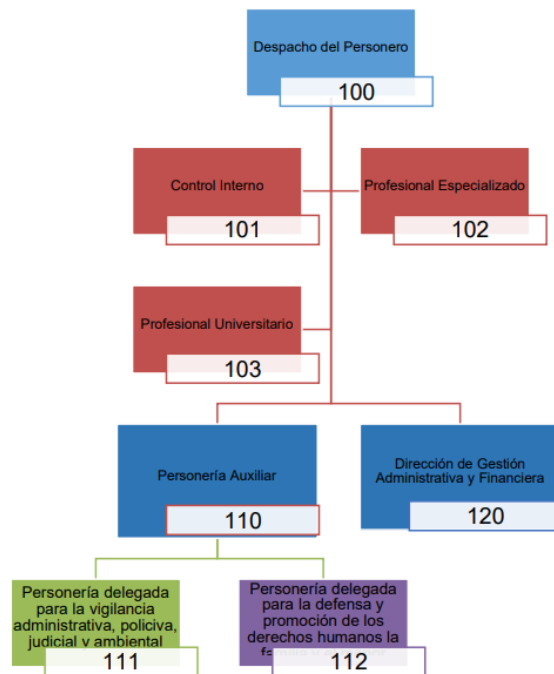 Despacho del Personero
100
Control Interno
101
Profesional Especializado
102
Profesional Universitario
103
Personería Auxiliar
110
Dirección de Gestión
Administrativa y Financiera
120
Personería delegada
para la vigilancia
administrativa, policiva,
judicial y ambiental
111
Personería delegada
para la defensa y
promoción de los
derechos humanos la
112